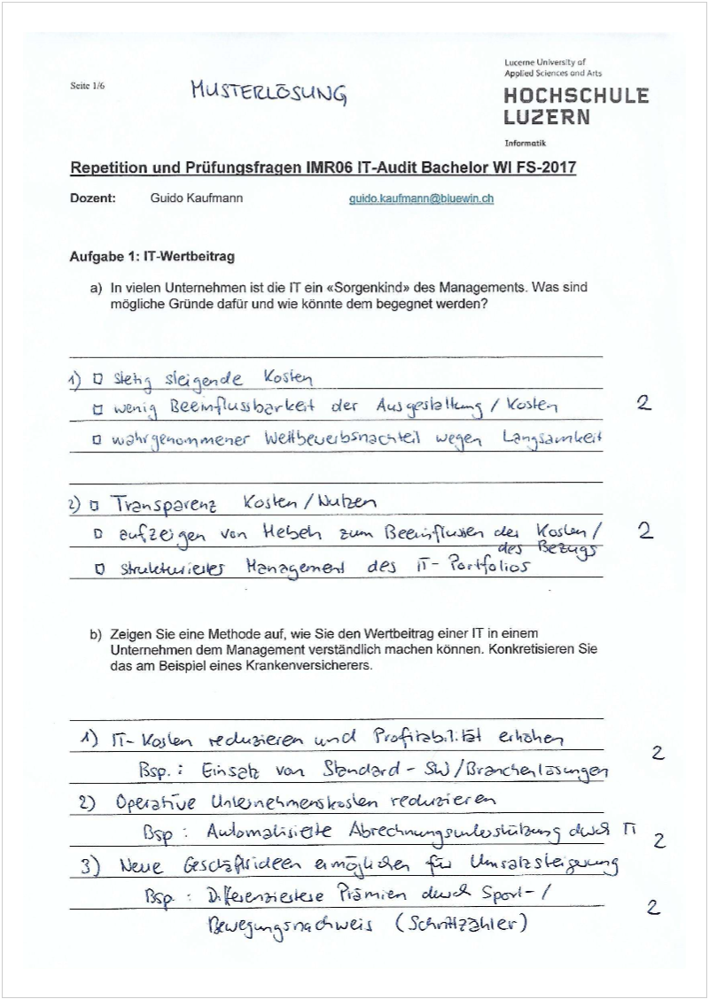 Lucerne University of
Applied Sciences and Arts
HOCHSCHULE
LUZERN
Informatik
Seite 1/6
MUSTERLÖSUNG
Repetition und Prüfungsfragen IMR06 IT-Audit Bachelor WI FS-2017
Dozent: Guido Kaufmann guido.kaufmann@bluewin.ch
Aufgabe 1: IT-Wertbeitrag
a) In vielen Unternehmen ist die IT ein «Sorgenkind» des Managements. Was sind
mögliche Gründe dafür und wie könnte dem begegnet werden?
1) □ stetig steigende Kosten
□ wenig Beeinflussbarkeit der Ausgestaltung / Kosten 2
□ wahrgenommener Wettbewerbsnachteil wegen Langsamkeit
2) □ Transparenz Kosten / Nutzen
□ aufzeigen von Hebeln zum Beeinflussen der Kosten / 2
des Bezugs
□ strukturiertes Management des IT-Portfolios
b) Zeigen Sie eine Methode auf, wie Sie den Wertbeitrag einer IT in einem
Unternehmen dem Management verständlich machen können. Konkretisieren Sie
das am Beispiel eines Krankenversicherers.
1) IT-Kosten reduzieren und Profitabilität erhöhen
2
Bsp.: Einsatz von Standard-SW/Branchenlösungen
2) Operative Unternehmenskosten reduzieren
Bsp: Automatisierte Abrechnungsunterstützung durch IT 2
3) Neue Geschäftsideen ermöglichen für Umsatzsteigerung
Bsp.: Differenziertere Prämien durch Sport-/
2
Bewegungsnachweis (Schrittzähler)